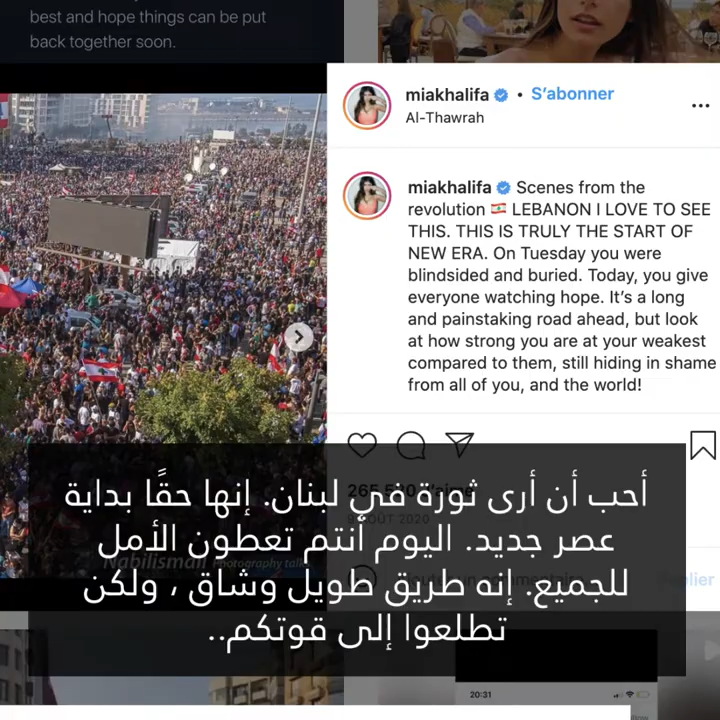 best and hope things can be put
back together soon.
miakhalifa • S'abonner
Al-Thawrah
miakhalifa Scenes from the
revolution 🇱🇧 LEBANON I LOVE TO SEE
THIS. THIS IS TRULY THE START OF
NEW ERA. On Tuesday you were
blindsided and buried. Today, you give
everyone watching hope. It's a long
and painstaking road ahead, but look
at how strong you are at your weakest
compared to them, still hiding in shame
from all of you, and the world!
أحب أن أرى ثورة في لبنان. إنها حقًا بداية
عصر جديد. اليوم أنتم تعطون الأمل
للجميع. إنه طريق طويل وشاق ، ولكن
تطلعوا إلى قوتكم..
AOÛT 2020
Photography
un commentaire
20:31